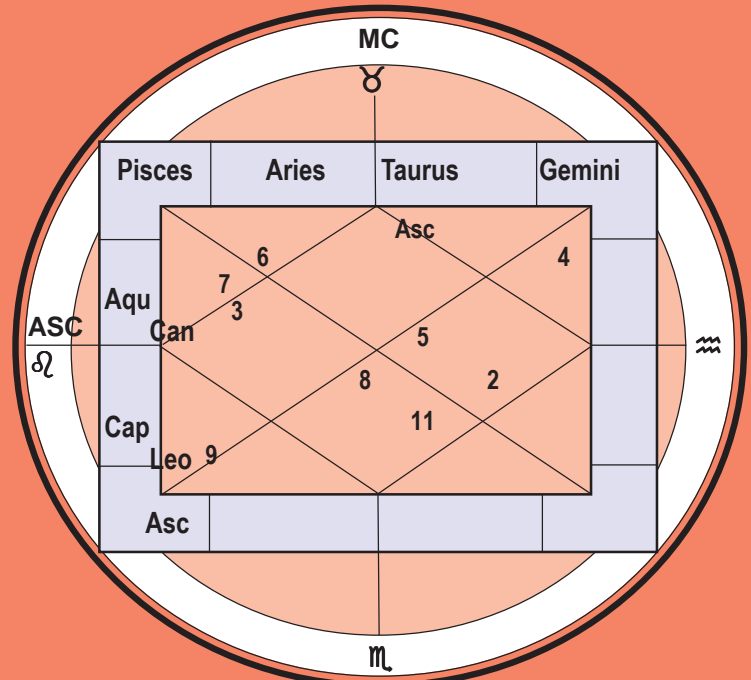 MC
♉
Pisces Aries Taurus Gemini
Asc
6
4
7
Aqu
3
ASC
Can
5
♌
♒
8
2
11
Cap
Leo
9
Asc
♏